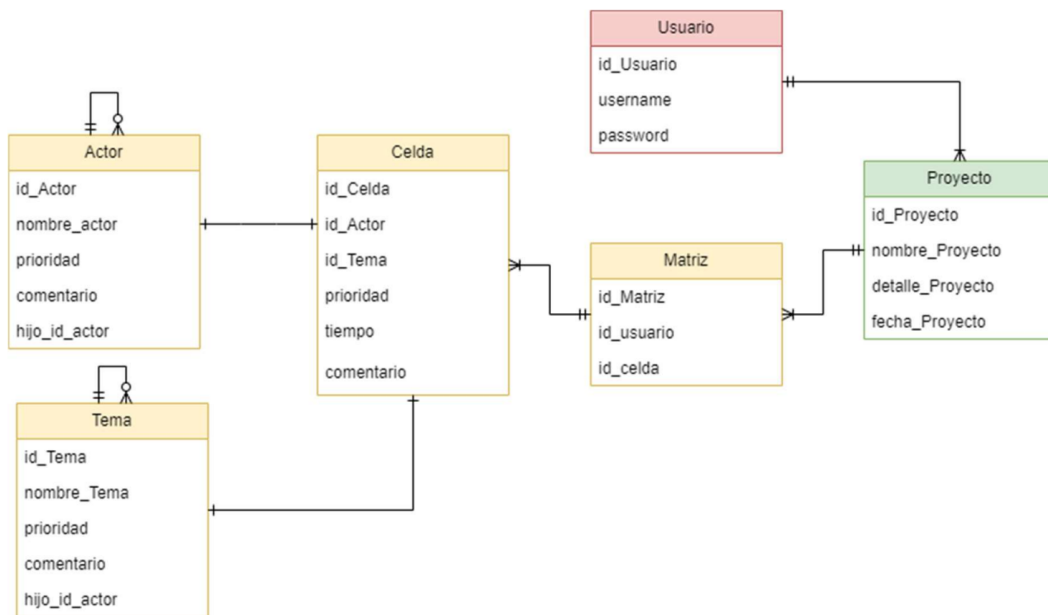 Usuario
id_Usuario
username
password
Actor
id_Actor
nombre_actor
prioridad
comentario
hijo_id_actor
Celda
id_Celda
id_Actor
id_Tema
prioridad
tiempo
comentario
Matriz
id_Matriz
id_usuario
id_celda
Proyecto
id_Proyecto
nombre_Proyecto
detalle_Proyecto
fecha_Proyecto
Tema
id_Tema
nombre_Tema
prioridad
comentario
hijo_id_actor